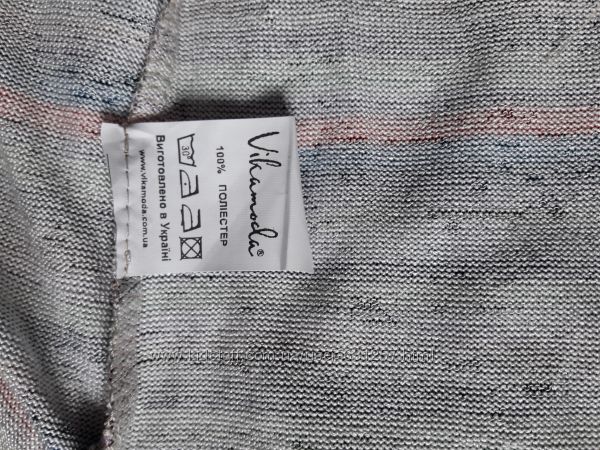 Vikamoda®
100% ПОЛІЕСТЕР
30°
Виготовлено в Україні
www.vikamoda.com.ua